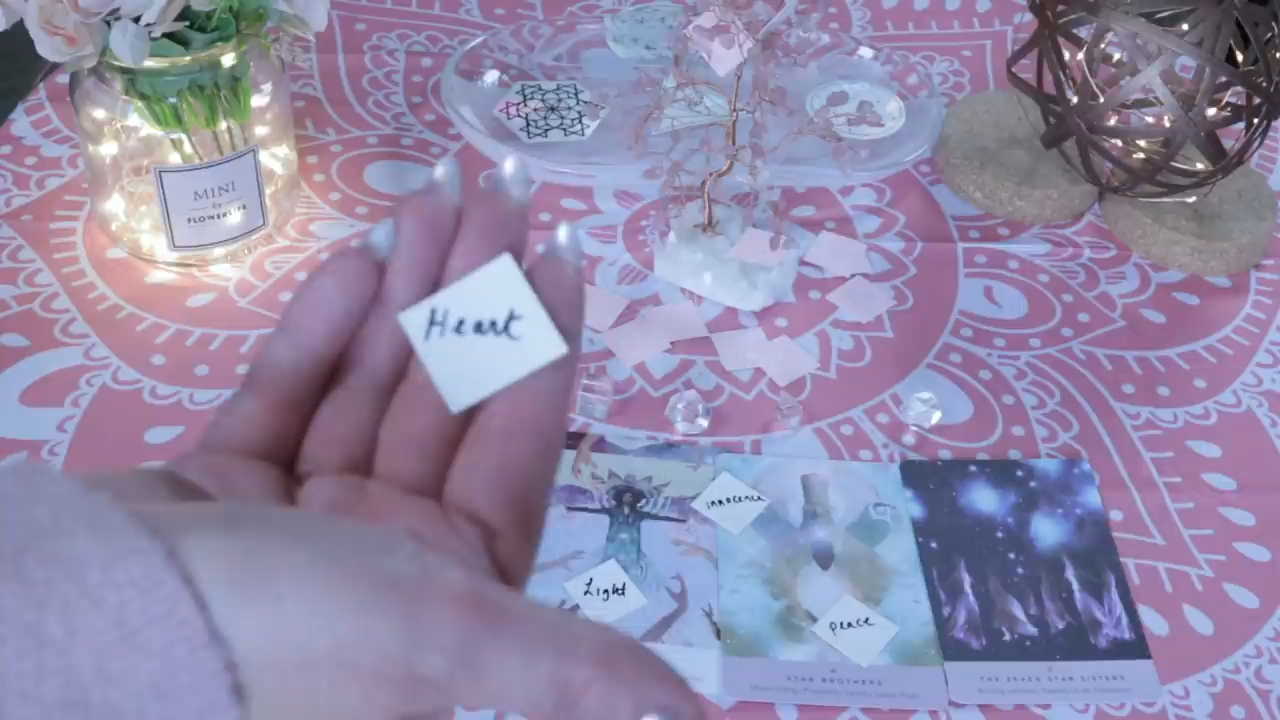 MINI
by
FLOWERLIFE
Heart
innocence
Light
peace
STAR BROTHERS
THE SEVEN STAR SISTERS